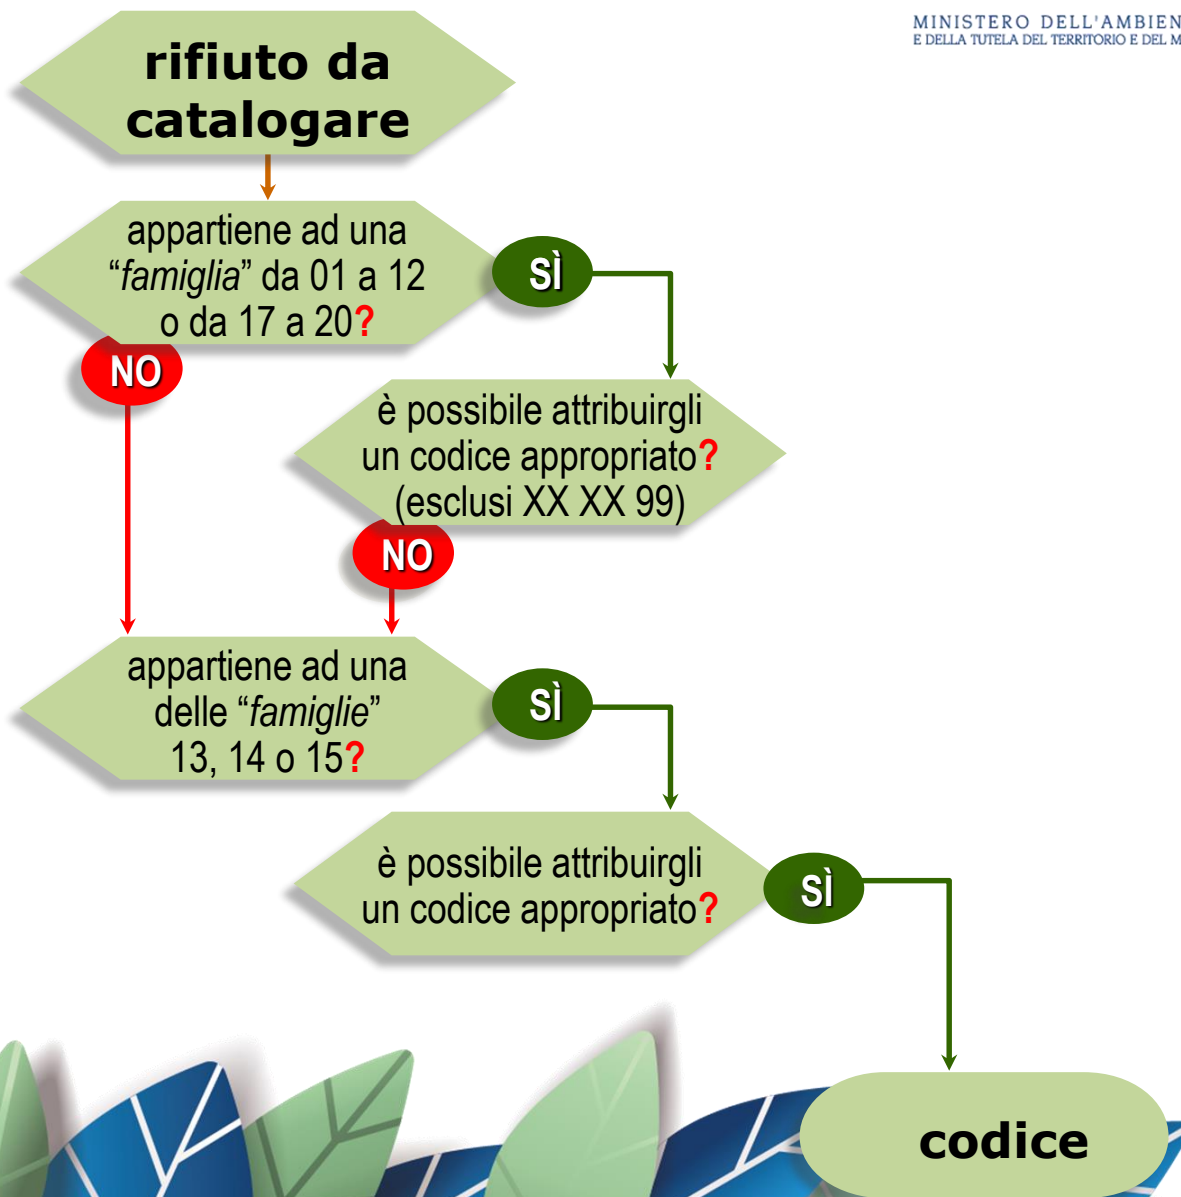 MINISTERO DELL'AMBIEN
E DELLA TUTELA DEL TERRITORIO E DEL M
rifiuto da
catalogare
appartiene ad una
“famiglia” da 01 a 12
o da 17 a 20?
SÌ
NO
è possibile attribuirgli
un codice appropriato?
(esclusi XX XX 99)
NO
appartiene ad una
delle “famiglie”
13, 14 o 15?
SÌ
è possibile attribuirgli
un codice appropriato?
SÌ
codice